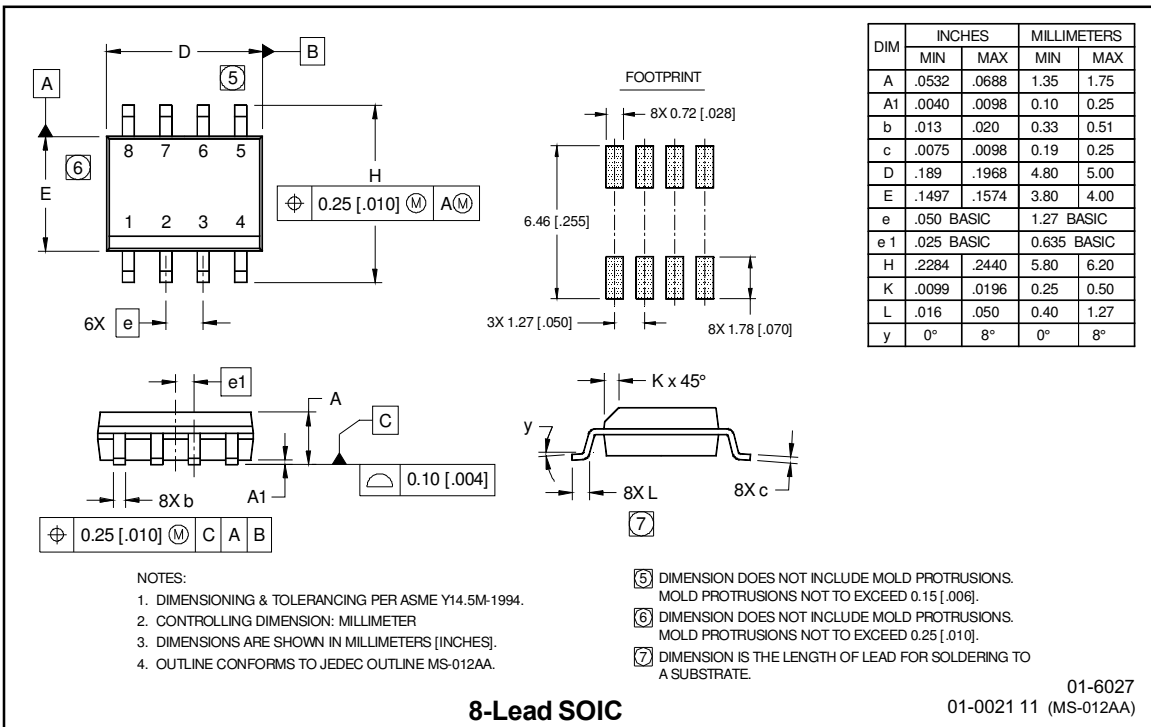 D
B
5
A
8 7 6 5
6
E
H
⌖ 0.25 [.010] Ⓜ AⓂ
1 2 3 4
6X e
FOOTPRINT
8X 0.72 [.028]
6.46 [.255]
3X 1.27 [.050]
8X 1.78 [.070]
DIM INCHES MILLIMETERS
MIN MAX MIN MAX
A .0532 .0688 1.35 1.75
A1 .0040 .0098 0.10 0.25
b .013 .020 0.33 0.51
c .0075 .0098 0.19 0.25
D .189 .1968 4.80 5.00
E .1497 .1574 3.80 4.00
e .050 BASIC 1.27 BASIC
e 1 .025 BASIC 0.635 BASIC
H .2284 .2440 5.80 6.20
K .0099 .0196 0.25 0.50
L .016 .050 0.40 1.27
y 0° 8° 0° 8°
e1
A
C
0.10 [.004]
8X b
A1
⌖ 0.25 [.010] Ⓜ C A B
K x 45°
y
8X L
7
8X c
NOTES:
1. DIMENSIONING & TOLERANCING PER ASME Y14.5M-1994.
2. CONTROLLING DIMENSION: MILLIMETER
3. DIMENSIONS ARE SHOWN IN MILLIMETERS [INCHES].
4. OUTLINE CONFORMS TO JEDEC OUTLINE MS-012AA.
5 DIMENSION DOES NOT INCLUDE MOLD PROTRUSIONS.
MOLD PROTRUSIONS NOT TO EXCEED 0.15 [.006].
6 DIMENSION DOES NOT INCLUDE MOLD PROTRUSIONS.
MOLD PROTRUSIONS NOT TO EXCEED 0.25 [.010].
7 DIMENSION IS THE LENGTH OF LEAD FOR SOLDERING TO
A SUBSTRATE.
8-Lead SOIC
01-6027
01-0021 11 (MS-012AA)